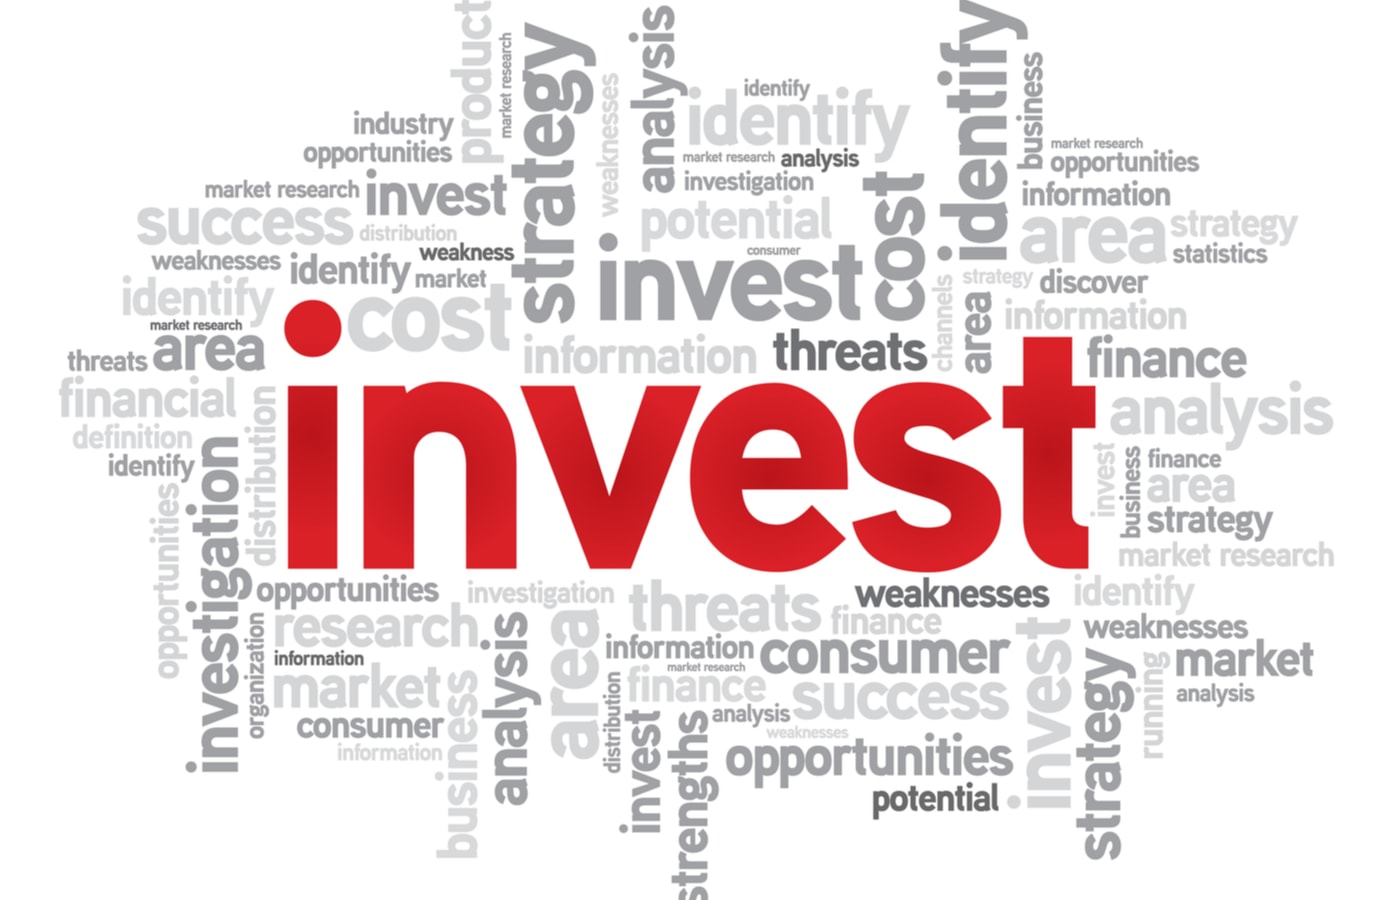 product
market research
strategy
weaknesses
analysis
identify
identify
market research
analysis
investigation
potential
consumer
invest
cost
identify
business
market research
opportunities
information
area
strategy
statistics
strategy
discover
information
channels
area
industry
opportunities
market research
invest
success
distribution
weakness
weaknesses
identify
market
identify
cost
market research
threats
area
information
threats
finance
financial
definition
identify
distribution
investigation
opportunities
invest
analysis
invest
business
finance
area
strategy
market research
opportunities
investigation
threats
weaknesses
identify
research
finance
weaknesses
organization
information
analysis
area
information
consumer
market research
market
finance
success
invest
strategy
running
market
analysis
consumer
information
business
distribution
invest
strengths
analysis
weaknesses
opportunities
potential